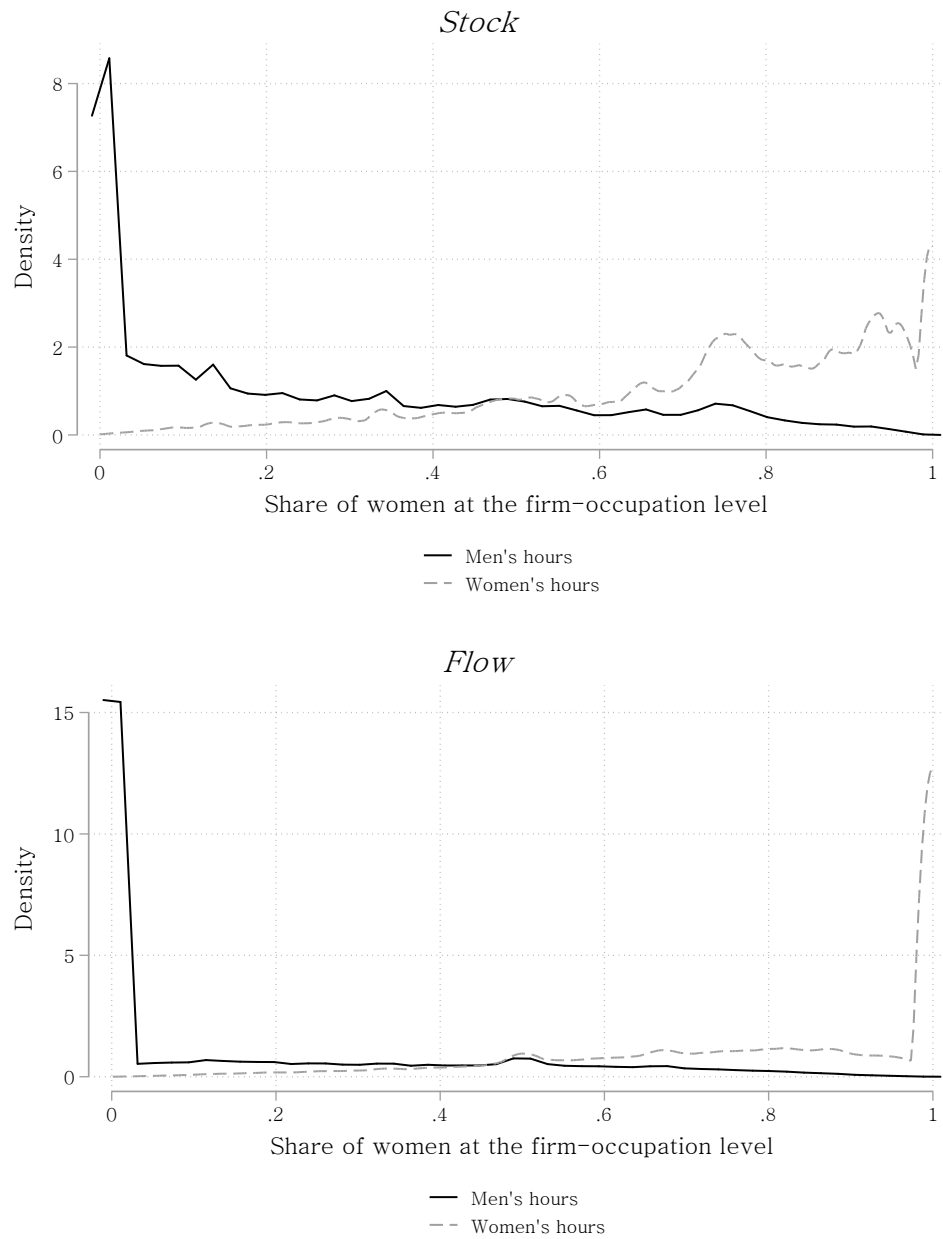 Stock
Density
8
6
4
2
0
0 .2 .4 .6 .8 1
Share of women at the firm-occupation level
Men's hours
Women's hours
Flow
Density
15
10
5
0
0 .2 .4 .6 .8 1
Share of women at the firm-occupation level
Men's hours
Women's hours